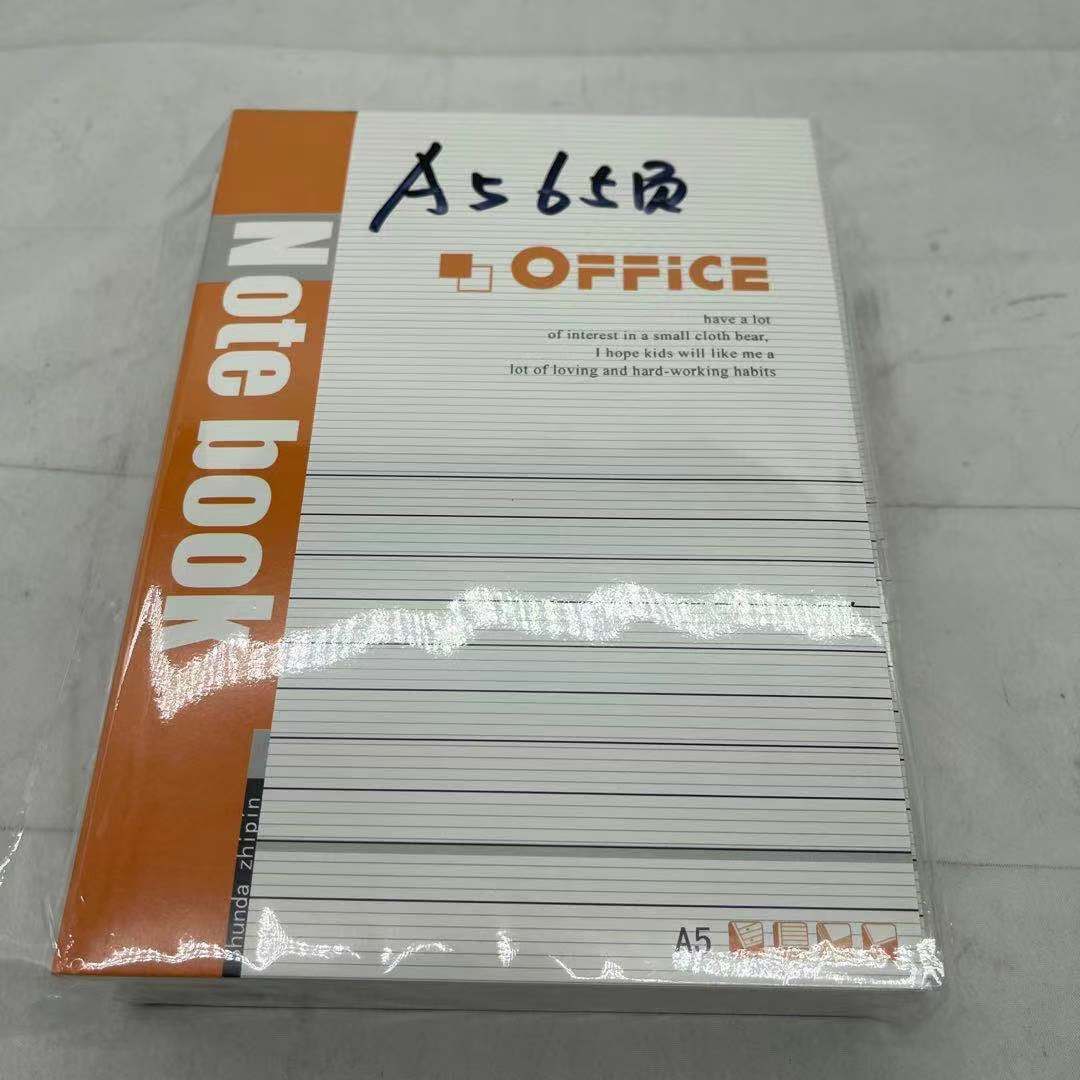 A5 65页
OFFiCE
have a lot
of interest in a small cloth bear,
I hope kids will like me a
lot of loving and hard-working habits
Note book
hunda zhipin
A5